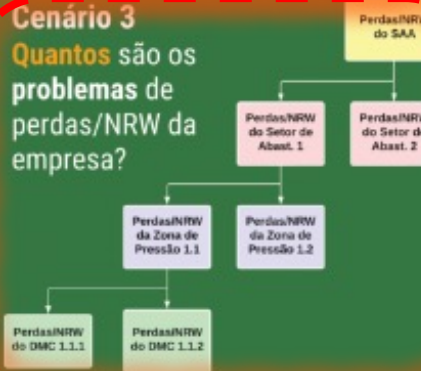 Cenário 3
Quantos são os
problemas de
perdas/NRW da
empresa?
Perdas/NRW
do SAA
Perdas/NRW
do Setor de
Abast. 1
Perdas/NRW
do Setor de
Abast. 2
Perdas/NRW
da Zona de
Pressão 1.1
Perdas/NRW
da Zona de
Pressão 1.2
Perdas/NRW
do DMC 1.1.1
Perdas/NRW
do DMC 1.1.2